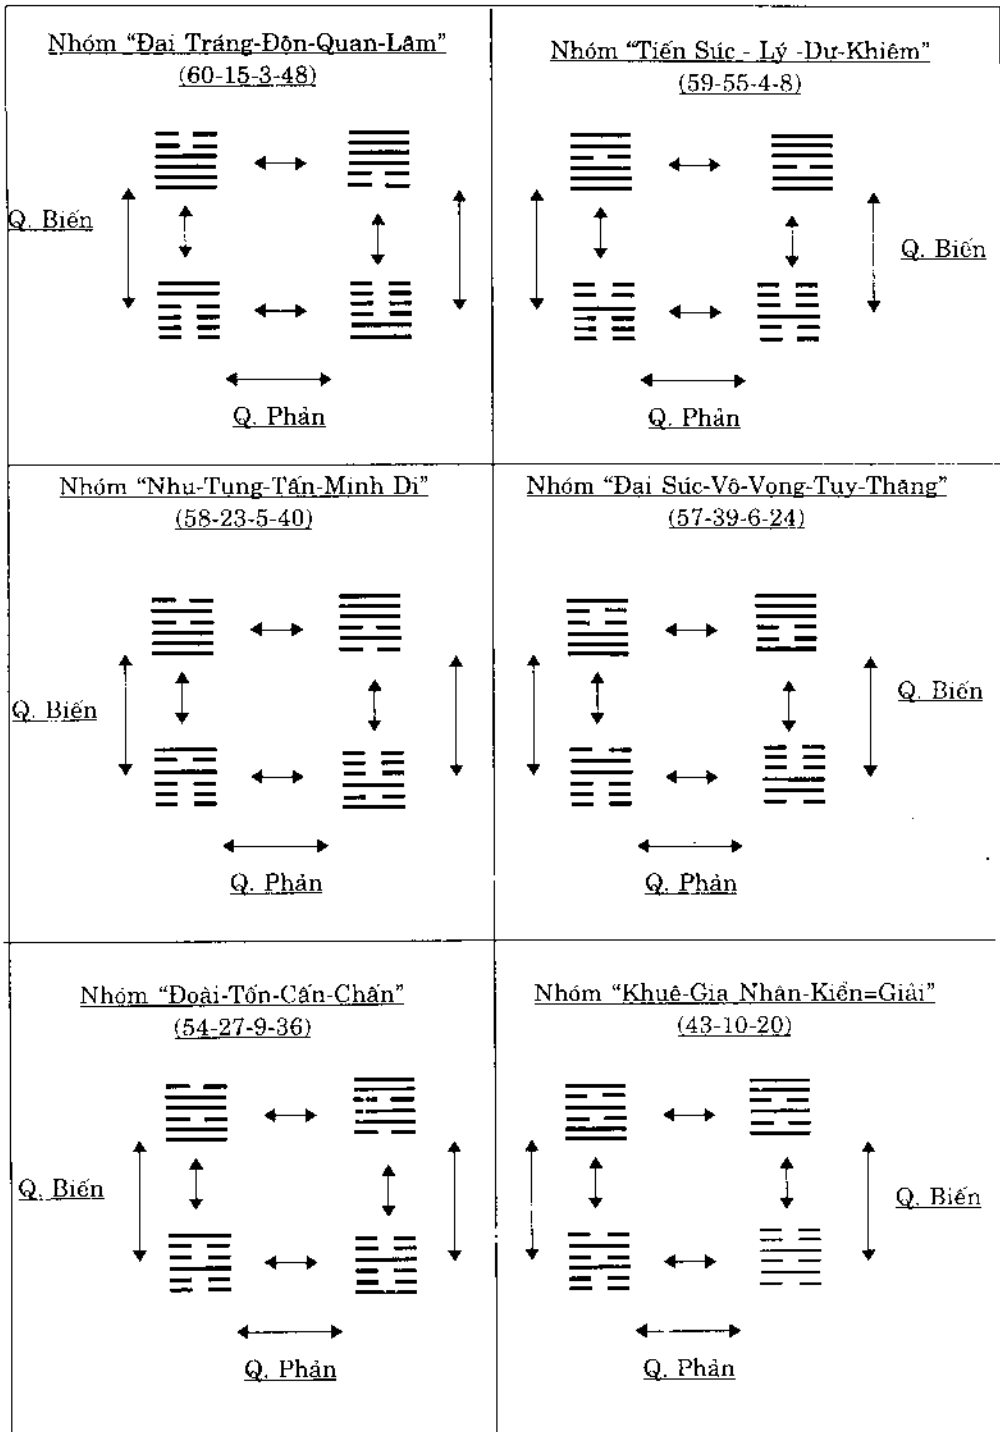 Nhóm “Đại Tráng-Độn-Quan-Lâm”
(60-15-3-48)
Q. Biến
Q. Phản
Nhóm “Tiến Súc - Lý -Dư-Khiêm”
(59-55-4-8)
Q. Biến
Q. Phản
Nhóm “Nhu-Tụng-Tấn-Minh Di”
(58-23-5-40)
Q. Biến
Q. Phản
Nhóm “Đại Súc-Vô-Vọng-Tụy-Thăng”
(57-39-6-24)
Q. Biến
Q. Phản
Nhóm “Đoài-Tốn-Cấn-Chấn”
(54-27-9-36)
Q. Biến
Q. Phản
Nhóm “Khuê-Gia Nhân-Kiển=Giải”
(43-10-20)
Q. Biến
Q. Phản